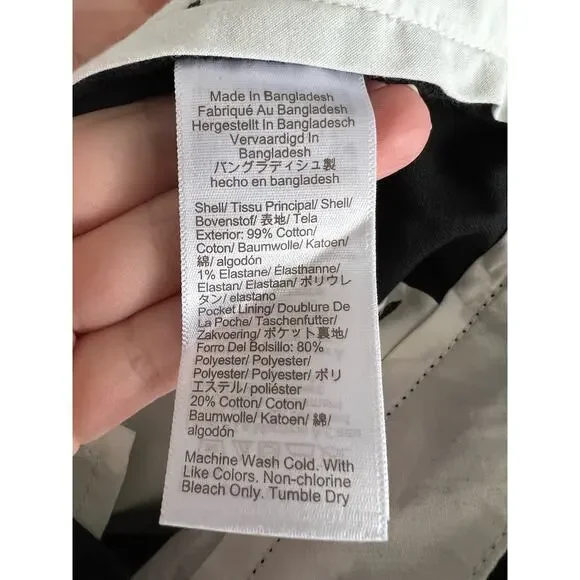 Made In Bangladesh
Fabriqué Au Bangladesh
Hergestellt In Bangladesch
Vervaardigd In
Bangladesh
バングラディシュ製
hecho en bangladesh
Shell/ Tissu Principal/ Shell/
Bovenstof/ 表地/ Tela
Exterior: 99% Cotton/
Coton/ Baumwolle/ Katoen/
綿/ algodón
1% Elastane/ Élasthanne/
Elastan/ Elastaan/ ポリウレ
タン/ elastano
Pocket Lining/ Doublure De
La Poche/ Taschenfutter/
Zakvoering/ ポケット裏地/
Forro Del Bolsillo: 80%
Polyester/ Polyester/
Polyester/ Polyester/ ポリ
エステル/ poliéster
20% Cotton/ Coton/
Baumwolle/ Katoen/ 綿/
algodón
Machine Wash Cold. With
Like Colors. Non-chlorine
Bleach Only. Tumble Dry